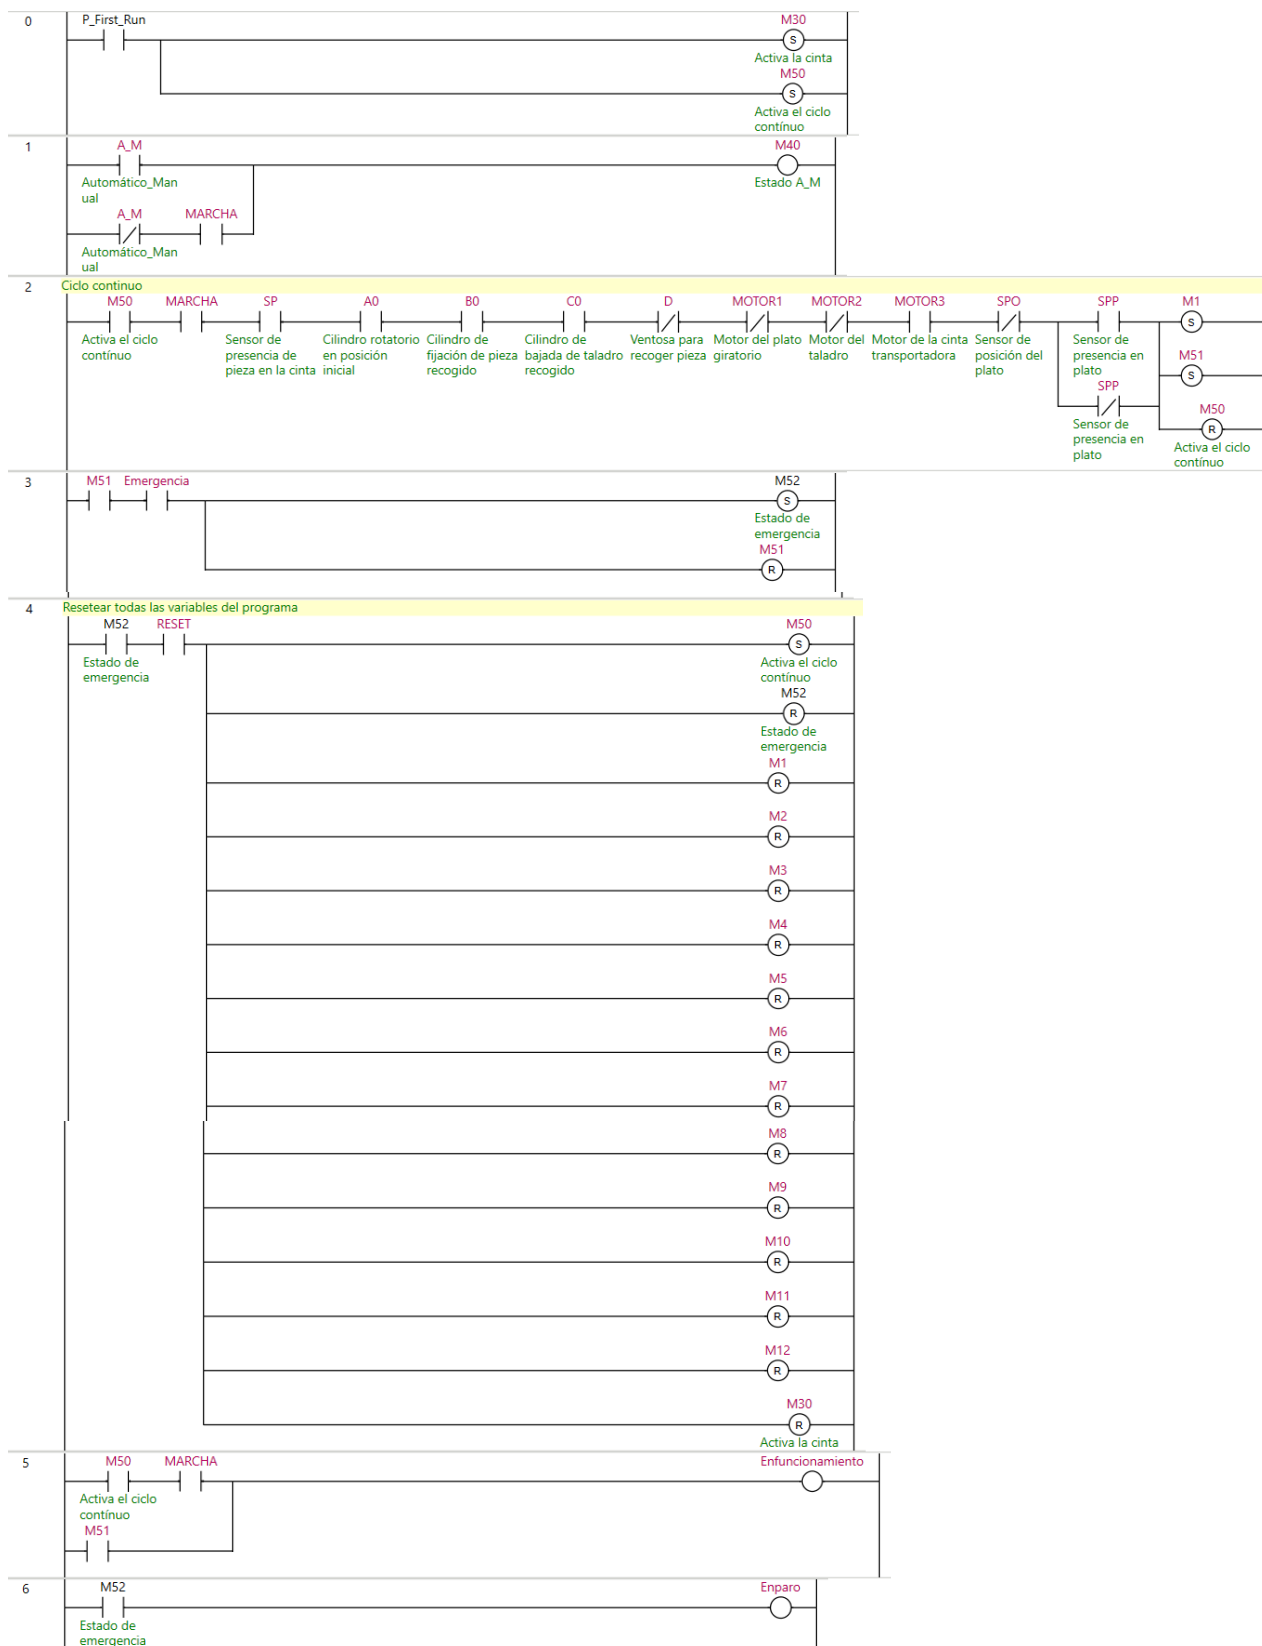 0
P_First_Run
M30
S
Activa la cinta
M50
S
Activa el ciclo
contínuo
1
A_M
M40
Automático_Man
ual
Estado A_M
A_M MARCHA
Automático_Man
ual
2
Ciclo continuo
M50 MARCHA SP A0 B0 C0 D MOTOR1 MOTOR2 MOTOR3 SPO SPP M1
S
Activa el ciclo
contínuo
Sensor de
presencia de
pieza en la cinta
Cilindro rotatorio
en posición
inicial
Cilindro de
fijación de pieza
recogido
Cilindro de
bajada de taladro
recogido
Ventosa para
recoger pieza
Motor del plato
giratorio
Motor del
taladro
Motor de la cinta
transportadora
Sensor de
posición del
plato
Sensor de
presencia en
plato
M51
S
SPP
Sensor de
presencia en
plato
M50
R
Activa el ciclo
contínuo
3
M51 Emergencia
M52
S
Estado de
emergencia
M51
R
4
Resetear todas las variables del programa
M52 RESET
M50
S
Estado de
emergencia
Activa el ciclo
contínuo
M52
R
Estado de
emergencia
M1
R
M2
R
M3
R
M4
R
M5
R
M6
R
M7
R
M8
R
M9
R
M10
R
M11
R
M12
R
M30
R
Activa la cinta
5
M50 MARCHA
Enfuncionamiento
Activa el ciclo
contínuo
M51
6
M52
Enparo
Estado de
emergencia